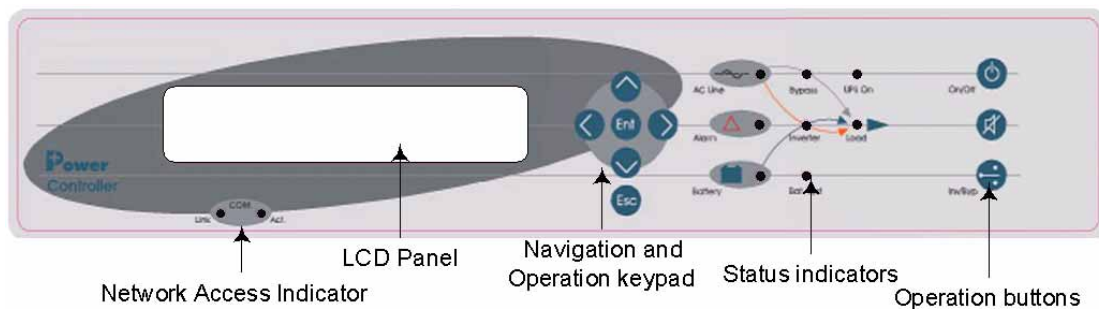 AC Line
Bypass
UPS On
On/Off
Ent
Alarm
Inverter
Load
Power
Controller
Battery
Inv/Byp
Esc
COM
Link
Act.
LCD Panel
Navigation and
Operation keypad
Status indicators
Network Access Indicator
Operation buttons